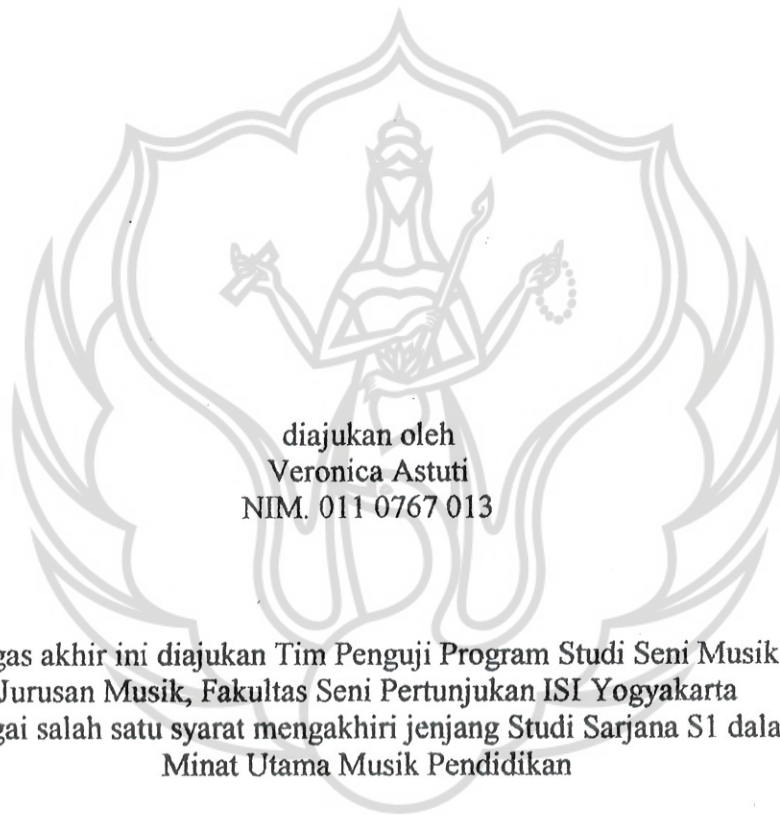 diajukan oleh
Veronica Astuti
NIM. 011 0767 013
gas akhir ini diajukan Tim Penguji Program Studi Seni Musik
Jurusan Musik, Fakultas Seni Pertunjukan ISI Yogyakarta
gai salah satu syarat mengakhiri jenjang Studi Sarjana S1 dala
Minat Utama Musik Pendidikan